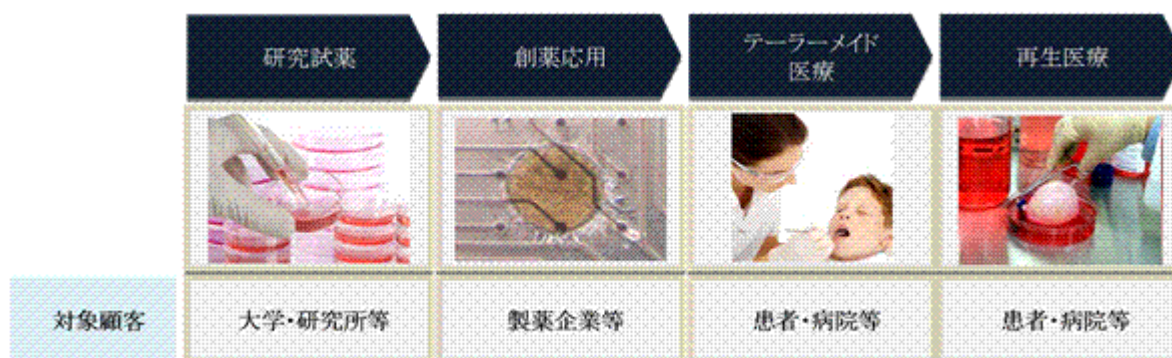 研究試薬
創薬応用
テーラーメイド
医療
再生医療
対象顧客
大学・研究所等
製薬企業等
患者・病院等
患者・病院等